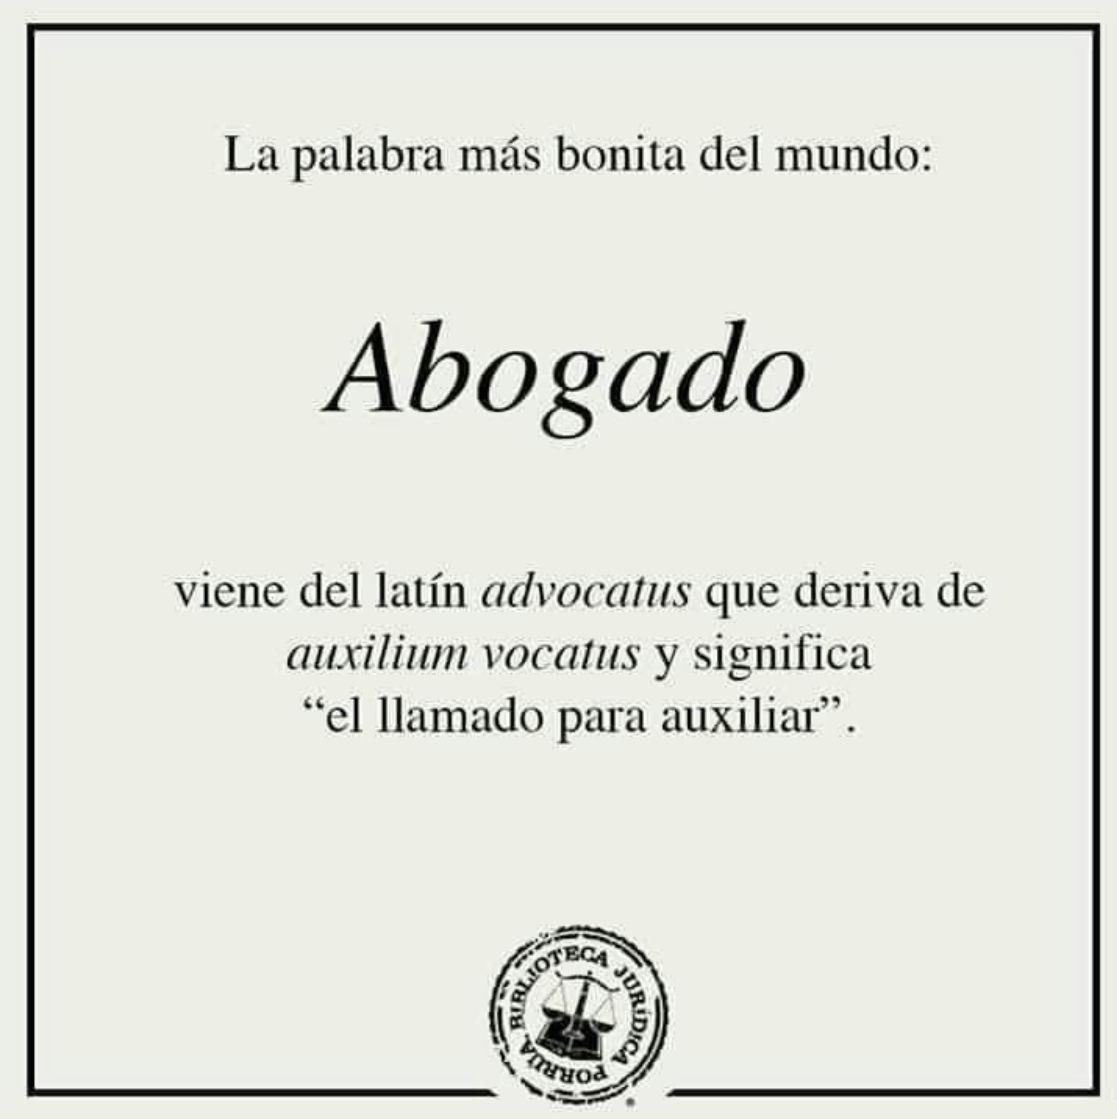 La palabra más bonita del mundo:
Abogado
viene del latín advocatus que deriva de
auxilium vocatus y significa
“el llamado para auxiliar”.
BIBLIOTECA JURÍDICA PORRÚA